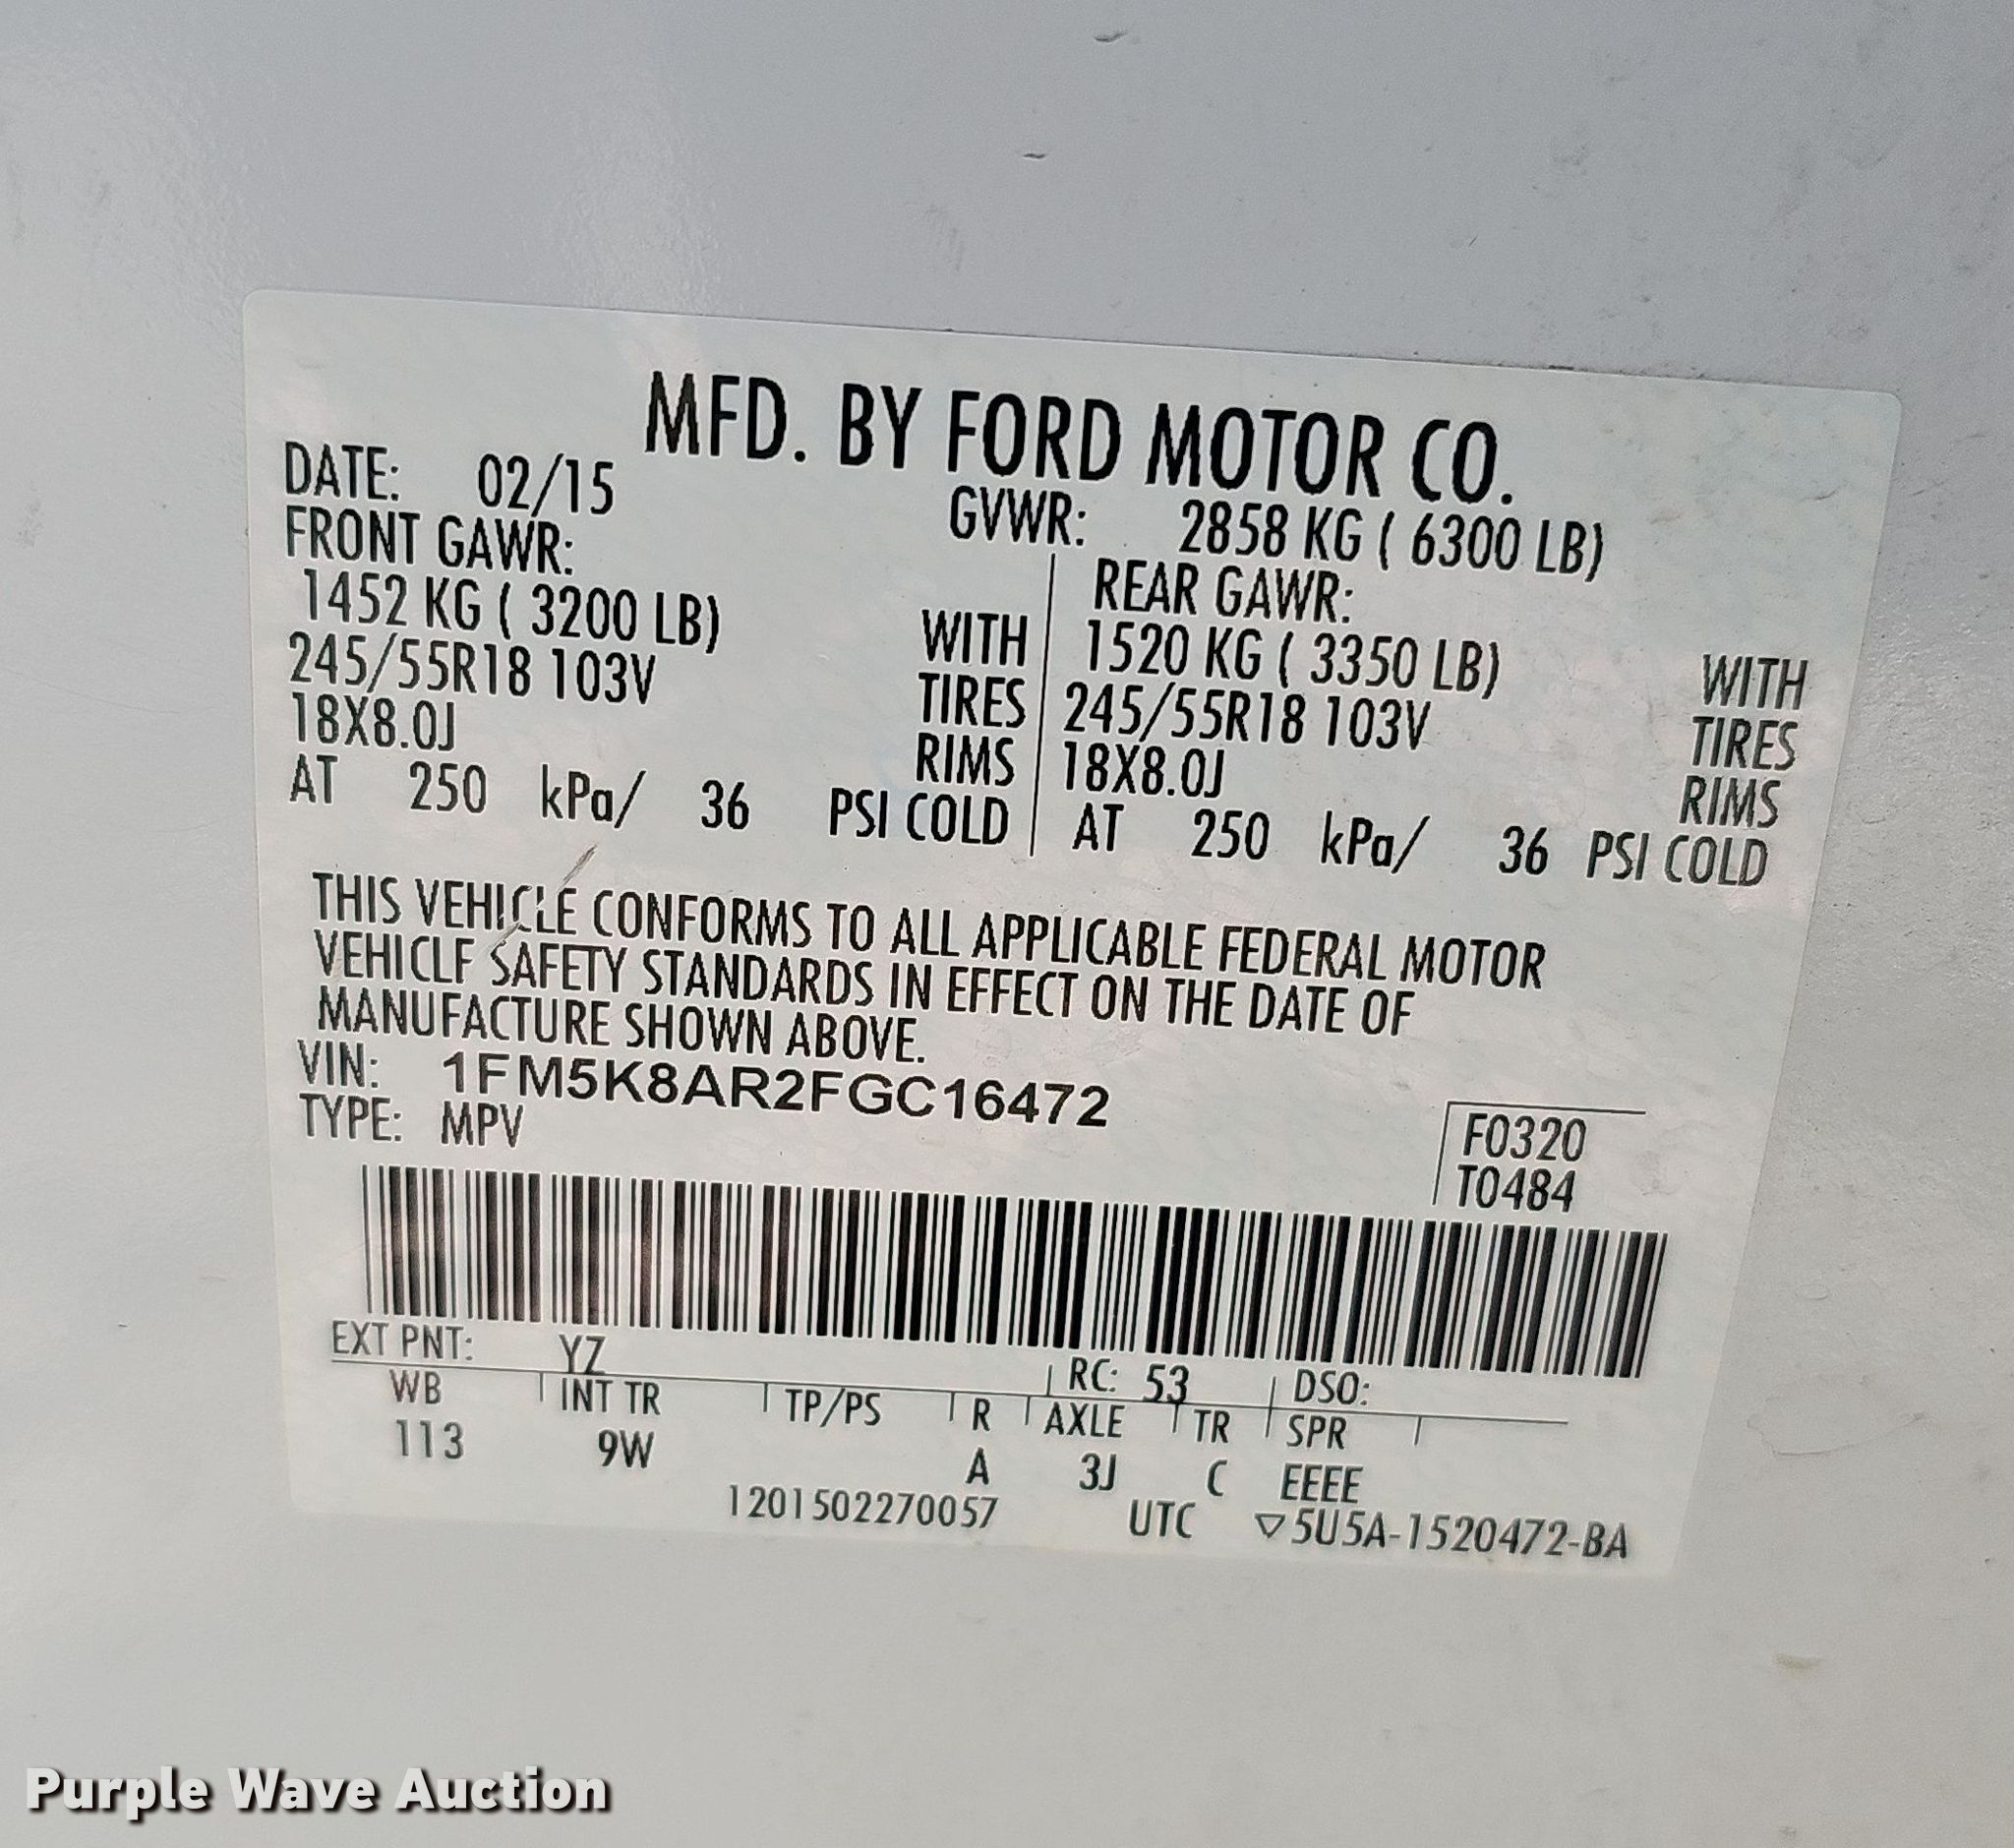 MFD. BY FORD MOTOR CO.
DATE: 02/15 GVWR: 2858 KG ( 6300 LB)
FRONT GAWR: REAR GAWR:
1452 KG ( 3200 LB) WITH 1520 KG ( 3350 LB) WITH
245/55R18 103V TIRES 245/55R18 103V TIRES
18X8.0J RIMS 18X8.0J RIMS
AT 250 kPa/ 36 PSI COLD AT 250 kPa/ 36 PSI COLD
THIS VEHICLE CONFORMS TO ALL APPLICABLE FEDERAL MOTOR
VEHICLE SAFETY STANDARDS IN EFFECT ON THE DATE OF
MANUFACTURE SHOWN ABOVE.
VIN: 1FM5K8AR2FGC16472
TYPE: MPV
F0320
T0484
EXT PNT: YZ RC: 53 DSO:
WB INT TR TP/PS R AXLE TR SPR
113 9W A 3J C EEEE
1201502270057 UTC ▽5U5A-1520472-BA
Purple Wave Auction